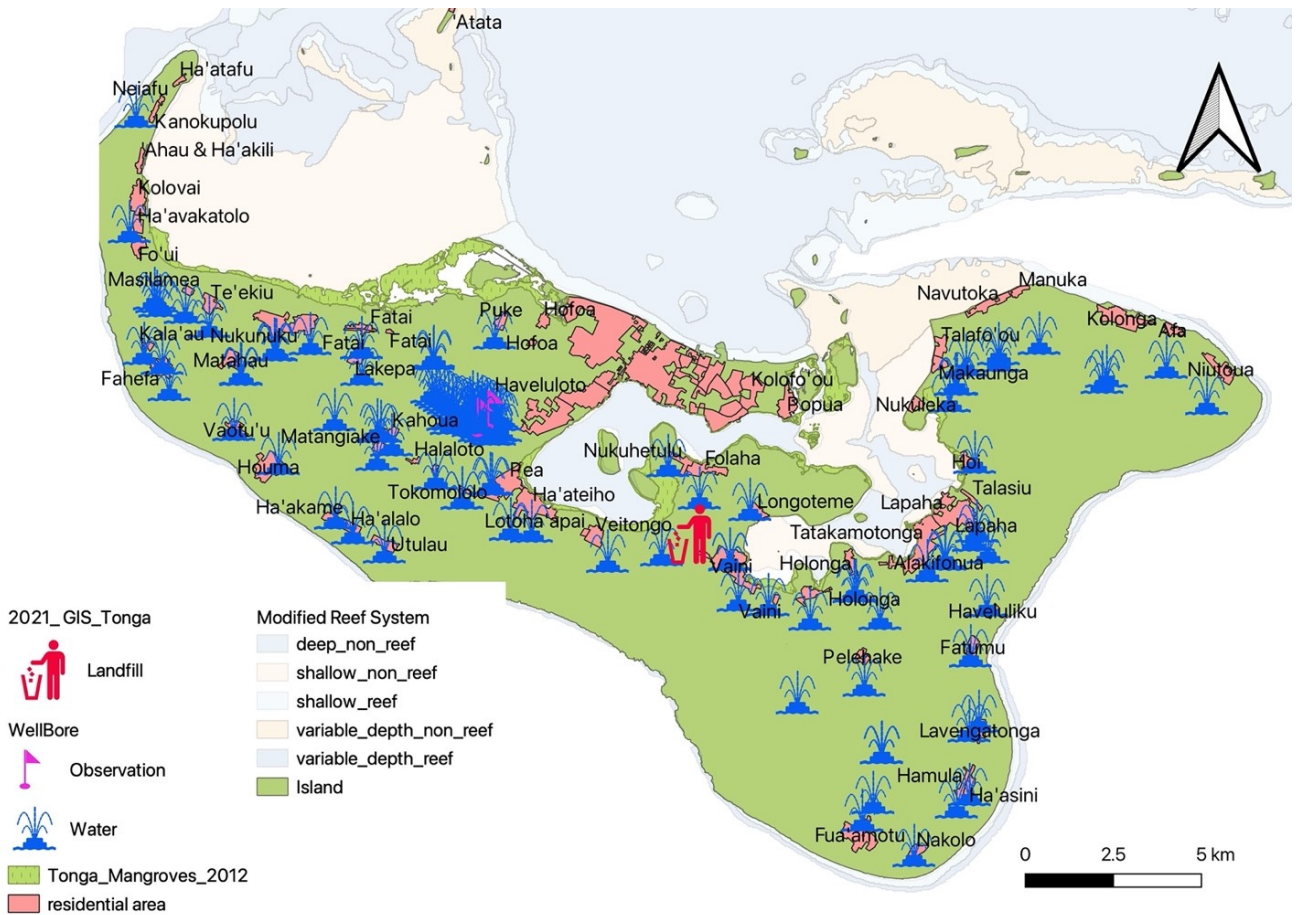 'Atata
Ha'atafu
Neiafu
Kanokupolu
Ahau & Ha'akili
Kolovai
Ha'avakatolo
Fo'ui
Masilamea
Te'ekiu
Manuka
Navutoka
Kolonga
Afa
Puke
Hofoa
Fatai
Kala'au
Nukunuku
Fatai
Fatai
Hofoa
Talafo'ou
Matahau
Lakepa
Niutoua
Fahefa
Haveluloto
Kolofo'ou
Makaunga
Popua
Nukuleka
Vaotu'u
Matangiake
Kahoua
Halaloto
Nukuhetulu
Folaha
Hoi
Houma
Pea
Talasiu
Tokomololo
Ha'ateiho
Longoteme
Lapaha
Ha'akame
Ha'alalo
Lotoha'apai
Veitongo
Tatakamotonga
Lapaha
Utulau
Vaini
Holonga
Alakifonua
Vaini
Holonga
Haveluliku
Fatumu
Pelehake
Lavengatonga
Hamula
Ha'asini
Fua'amotu
Nakolo
2021_ GIS_Tonga
Landfill
WellBore
Observation
Water
Tonga_Mangroves_2012
residential area
Modified Reef System
deep_non_reef
shallow_non_reef
shallow_reef
variable_depth_non_reef
variable_depth_reef
Island
0 2.5 5 km